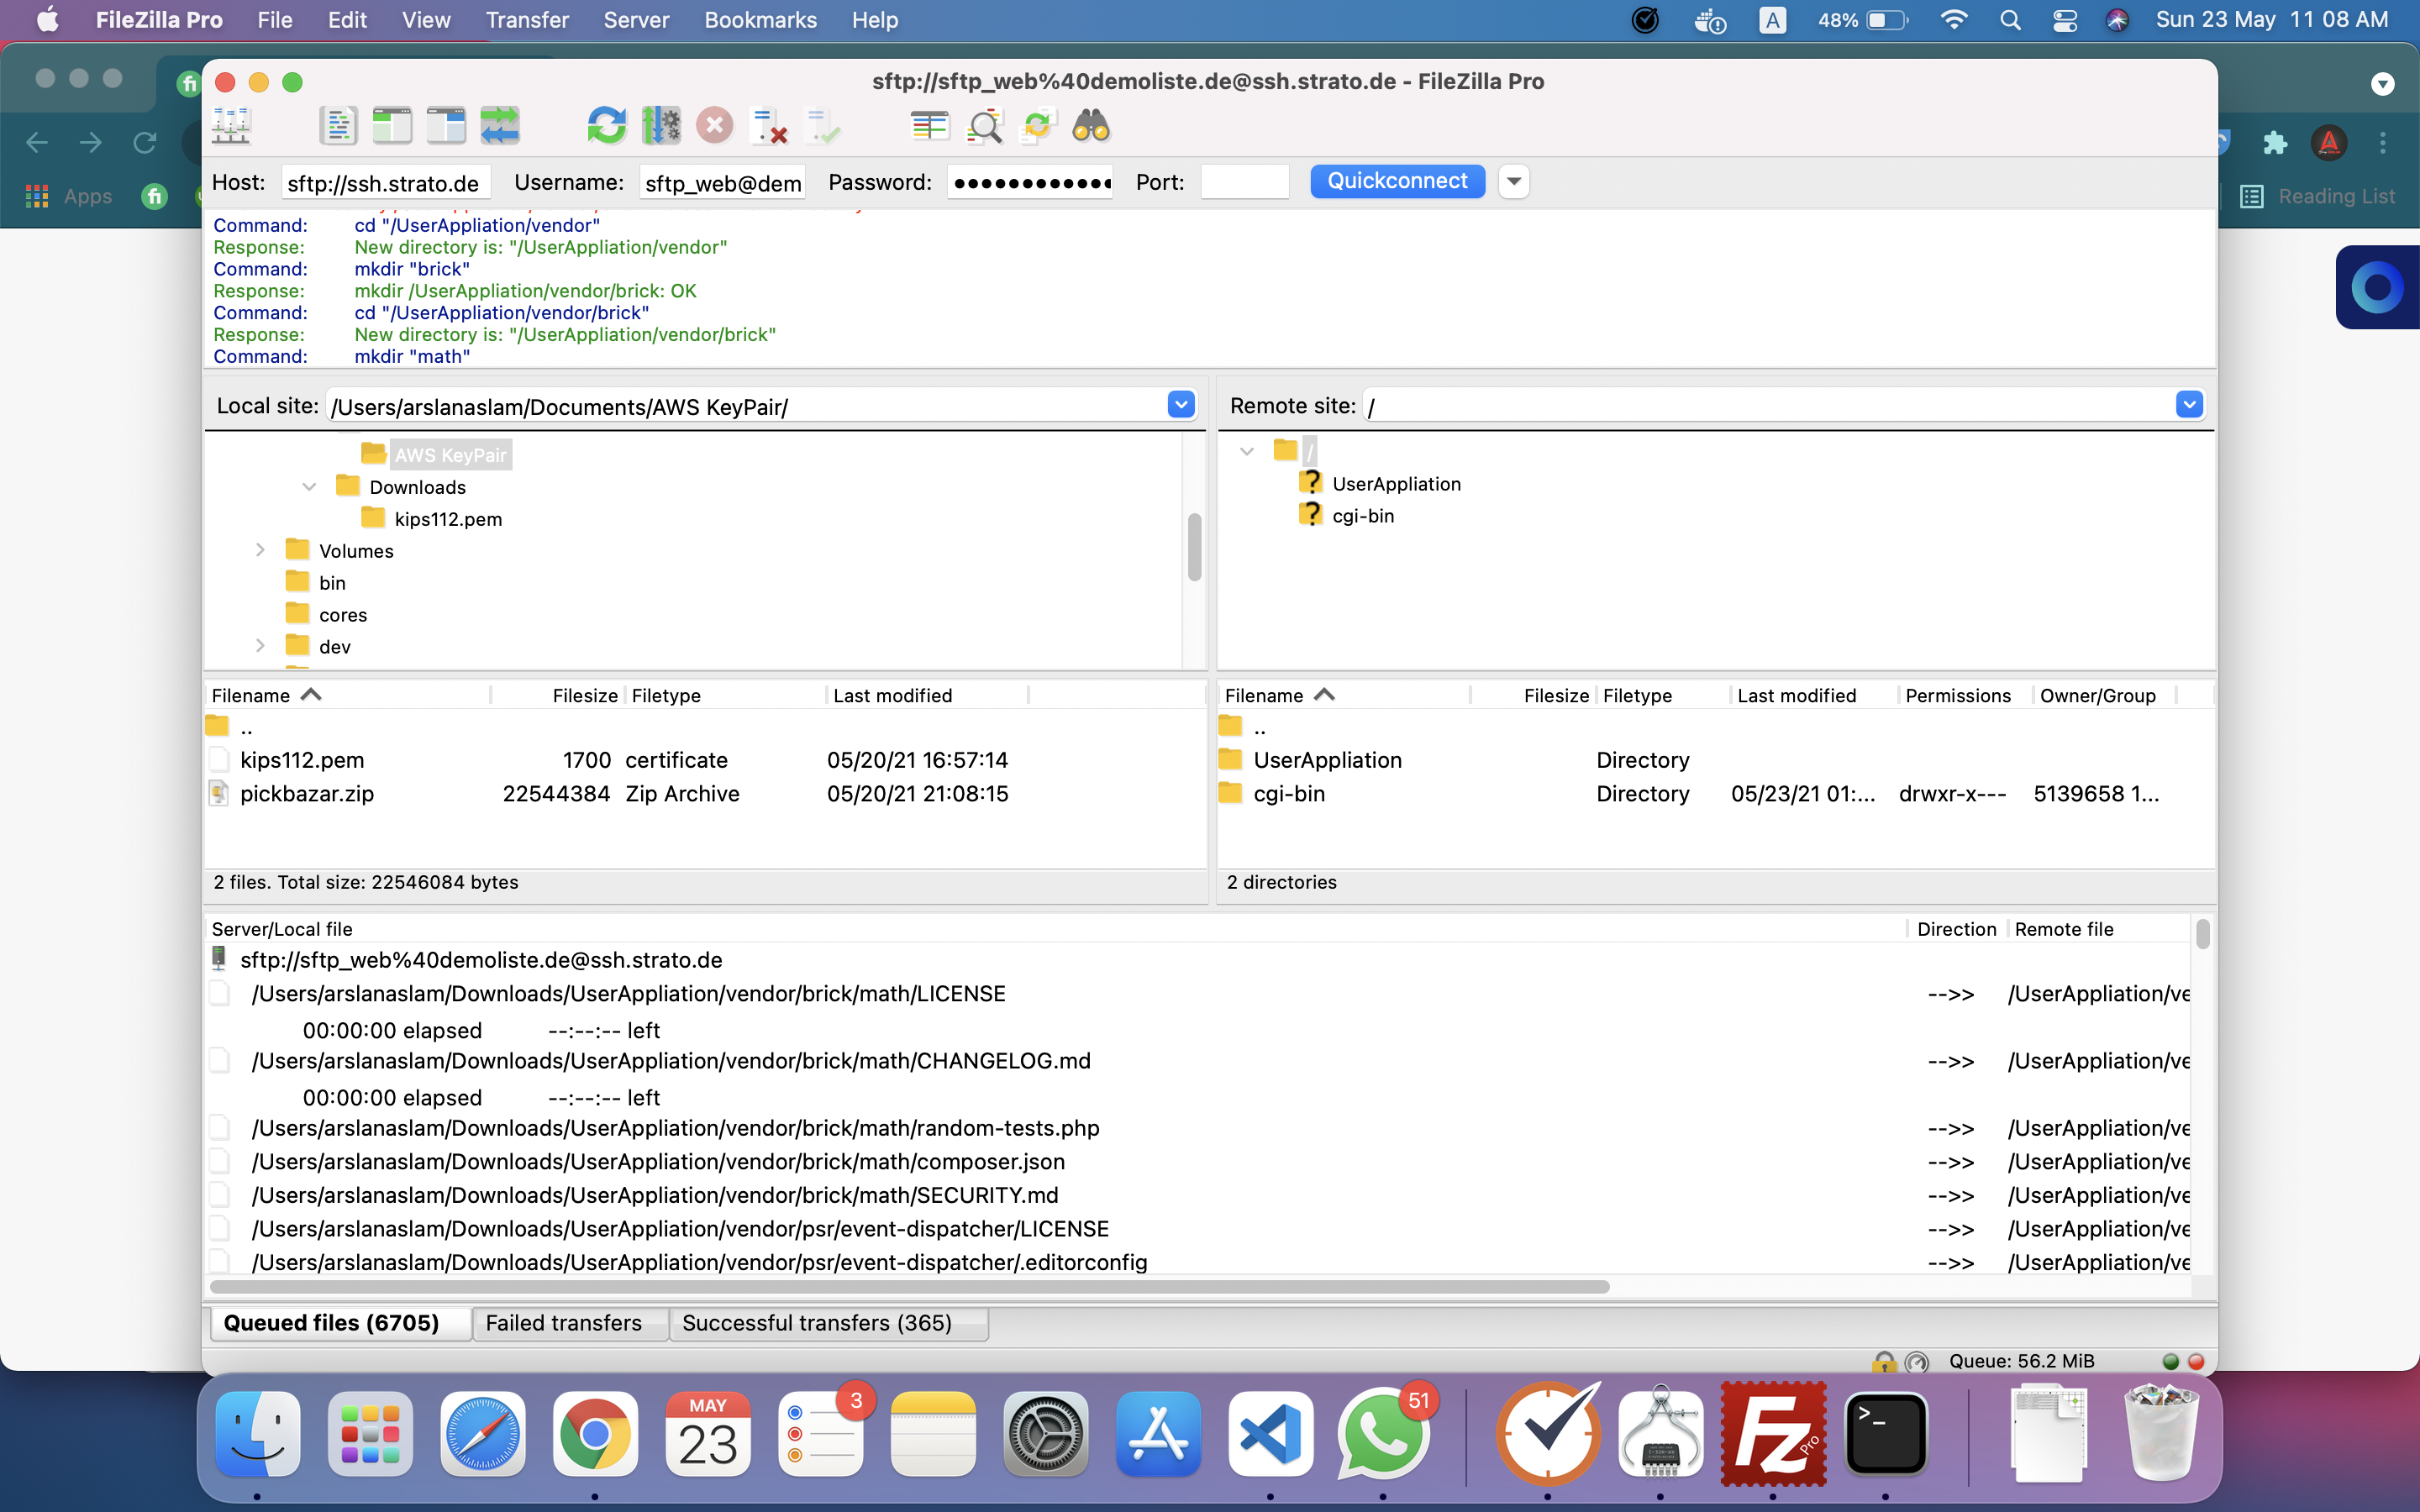 FileZilla Pro File Edit View Transfer Server Bookmarks Help A 48% Sun 23 May 11 08 AM
sftp://sftp_web%40demoliste.de@ssh.strato.de - FileZilla Pro
Host: sftp://ssh.strato.de Username: sftp_web@dem Password: ●●●●●●●●●●●● Port: Quickconnect
Apps
Reading List
Command: cd "/UserAppliation/vendor"
Response: New directory is: "/UserAppliation/vendor"
Command: mkdir "brick"
Response: mkdir /UserAppliation/vendor/brick: OK
Command: cd "/UserAppliation/vendor/brick"
Response: New directory is: "/UserAppliation/vendor/brick"
Command: mkdir "math"
Local site: /Users/arslanaslam/Documents/AWS KeyPair/
AWS KeyPair
Downloads
kips112.pem
Volumes
bin
cores
dev
Remote site: /
/
? UserAppliation
? cgi-bin
Filename Filesize Filetype Last modified
..
kips112.pem 1700 certificate 05/20/21 16:57:14
pickbazar.zip 22544384 Zip Archive 05/20/21 21:08:15
2 files. Total size: 22546084 bytes
Filename Filesize Filetype Last modified Permissions Owner/Group
..
UserAppliation Directory
cgi-bin Directory 05/23/21 01:... drwxr-x--- 5139658 1...
2 directories
Server/Local file Direction Remote file
sftp://sftp_web%40demoliste.de@ssh.strato.de
/Users/arslanaslam/Downloads/UserAppliation/vendor/brick/math/LICENSE -->> /UserAppliation/ve
00:00:00 elapsed --:--:-- left
/Users/arslanaslam/Downloads/UserAppliation/vendor/brick/math/CHANGELOG.md -->> /UserAppliation/ve
00:00:00 elapsed --:--:-- left
/Users/arslanaslam/Downloads/UserAppliation/vendor/brick/math/random-tests.php -->> /UserAppliation/ve
/Users/arslanaslam/Downloads/UserAppliation/vendor/brick/math/composer.json -->> /UserAppliation/ve
/Users/arslanaslam/Downloads/UserAppliation/vendor/brick/math/SECURITY.md -->> /UserAppliation/ve
/Users/arslanaslam/Downloads/UserAppliation/vendor/psr/event-dispatcher/LICENSE -->> /UserAppliation/ve
/Users/arslanaslam/Downloads/UserAppliation/vendor/psr/event-dispatcher/.editorconfig -->> /UserAppliation/ve
Queued files (6705) Failed transfers Successful transfers (365)
Queue: 56.2 MiB
MAY
23
3
51
Fz Pro
>_